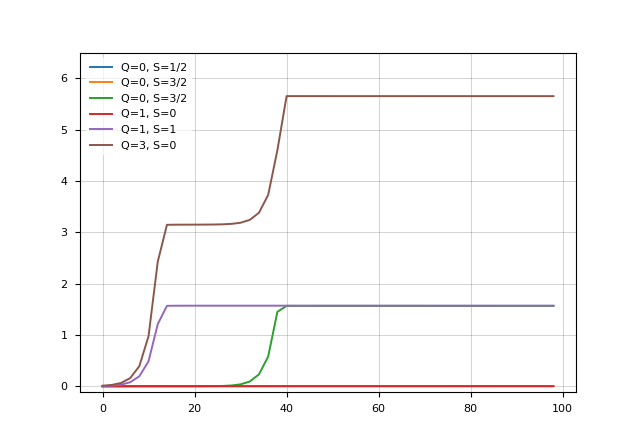 Q=0, S=1/2
Q=0, S=3/2
Q=0, S=3/2
Q=1, S=0
Q=1, S=1
Q=3, S=0
6
5
4
3
2
1
0
0 20 40 60 80 100